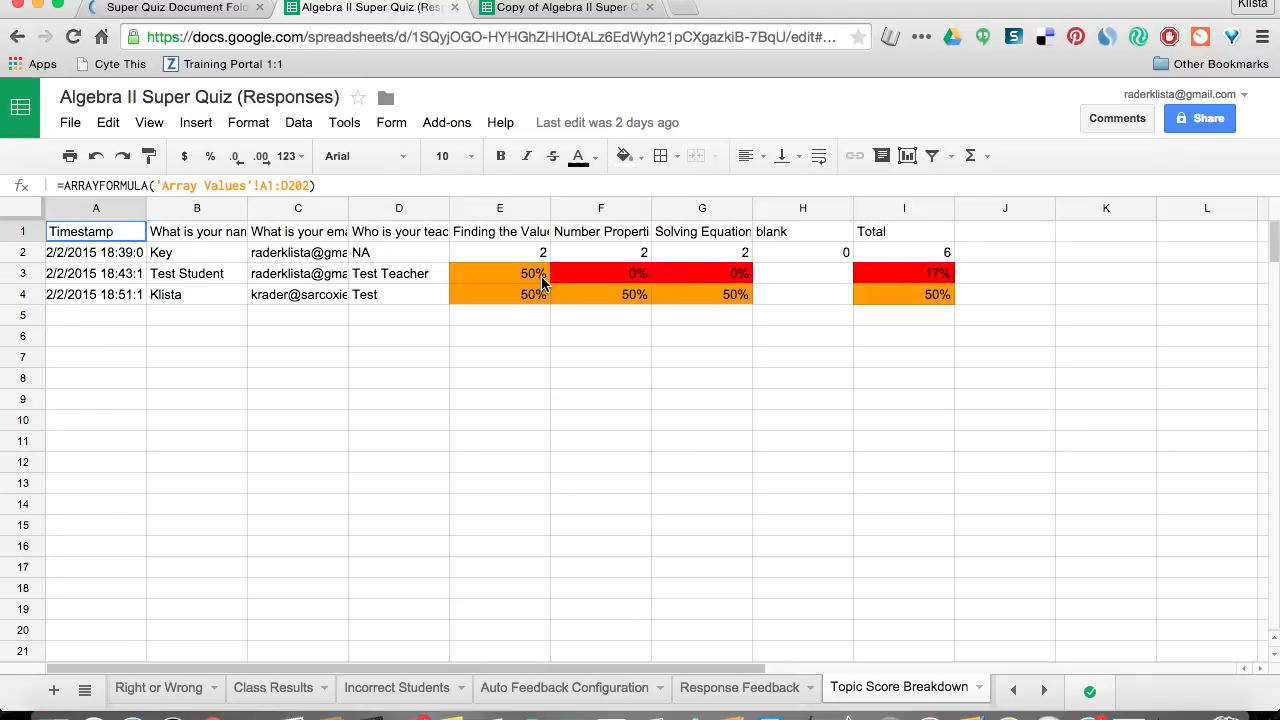 Super Quiz Document Fol
Algebra II Super Quiz (Res
Copy of Algebra II Super Q
Klista
https://docs.google.com/spreadsheets/d/1SQyjOGO-HYHGhZHHOtALz6EdWyh21pCXgazkiB-7BqU/edit#...
Apps
Cyte This
Training Portal 1:1
Other Bookmarks
Algebra II Super Quiz (Responses)
raderklista@gmail.com
File Edit View Insert Format Data Tools Form Add-ons Help Last edit was 2 days ago
Comments
Share
$ % .0 .00 123 Arial 10 B I S A Σ
fx =ARRAYFORMULA('Array Values'!A1:D202)
A B C D E F G H I J K L
1 Timestamp What is your nan What is your ema Who is your teac Finding the Value Number Properti Solving Equation blank Total
2 2/2/2015 18:39:0 Key raderklista@gma NA 2 2 2 0 6
3 2/2/2015 18:43:1 Test Student raderklista@gma Test Teacher 50% 0% 0% 17%
4 2/2/2015 18:51:1 Klista krader@sarcoxie Test 50% 50% 50% 50%
5
6
7
8
9
10
11
12
13
14
15
16
17
18
19
20
21
+ Right or Wrong Class Results Incorrect Students Auto Feedback Configuration Response Feedback Topic Score Breakdown